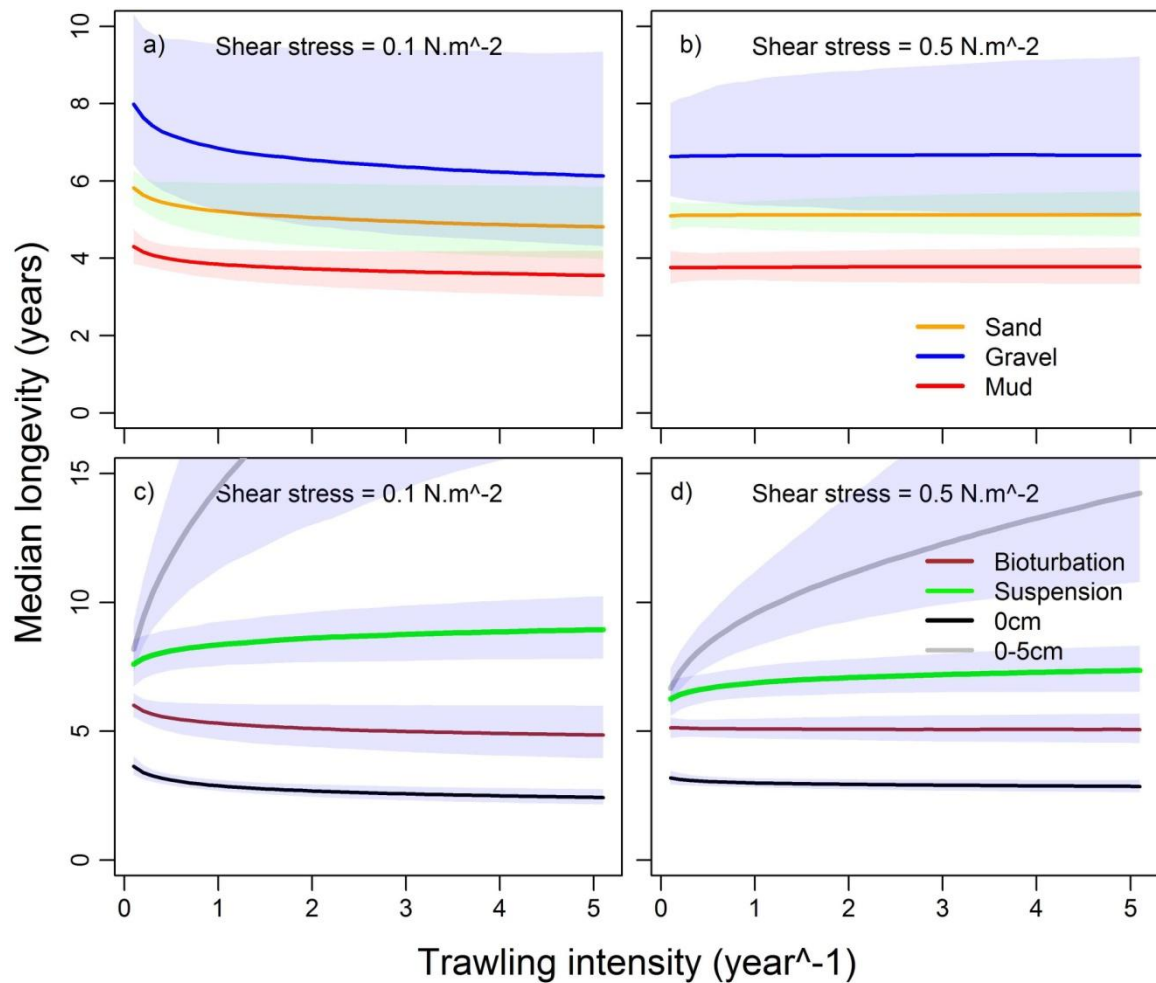 Median longevity (years)
10
8
6
4
2
0
a) Shear stress = 0.1 N.m^-2
b) Shear stress = 0.5 N.m^-2
Sand
Gravel
Mud
15
10
5
0
c) Shear stress = 0.1 N.m^-2
d) Shear stress = 0.5 N.m^-2
Bioturbation
Suspension
0cm
0-5cm
0 1 2 3 4 5
0 1 2 3 4 5
Trawling intensity (year^-1)